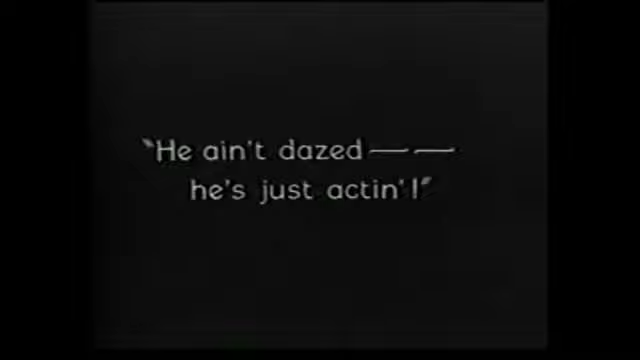 "He ain't dazed — —
he's just actin'!"